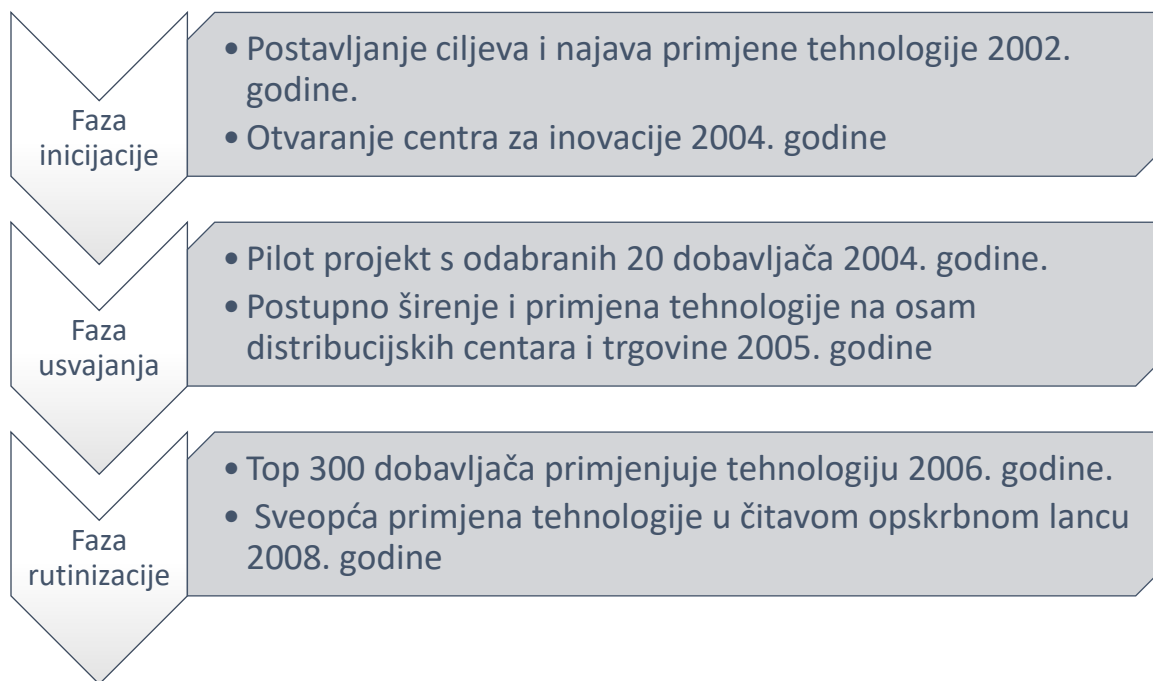 Faza
inicijacije
• Postavljanje ciljeva i najava primjene tehnologije 2002.
godine.
• Otvaranje centra za inovacije 2004. godine
Faza
usvajanja
• Pilot projekt s odabranih 20 dobavljača 2004. godine.
• Postupno širenje i primjena tehnologije na osam
distribucijskih centara i trgovine 2005. godine
Faza
rutinizacije
• Top 300 dobavljača primjenjuje tehnologiju 2006. godine.
• Sveopća primjena tehnologije u čitavom opskrbnom lancu
2008. godine